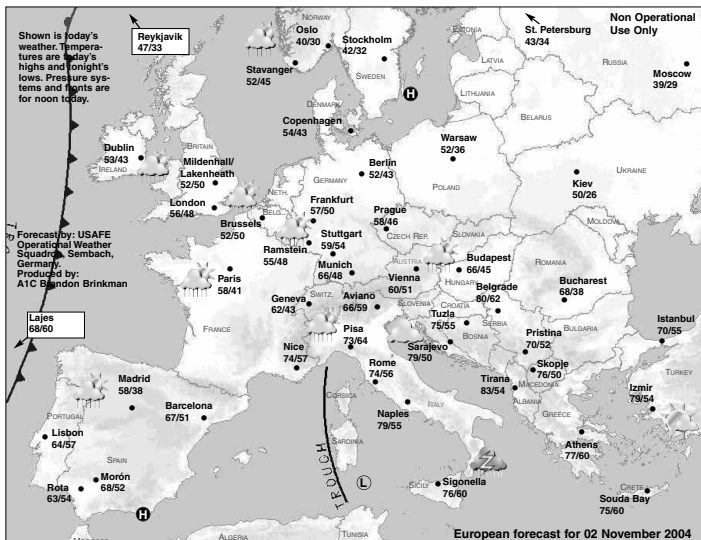 Shown is today's
weather. Tempera-
tures are today's
highs and tonight's
lows. Pressure sys-
tems and fronts are
for noon today.
Reykjavik
47/33
NORWAY
Oslo
40/30
Stockholm
42/32
Stavanger
52/45
SWEDEN
ESTONIA
St. Petersburg
43/34
Non Operational
Use Only
LATVIA
RUSSIA
Moscow
39/29
LITHUANIA
H
DENMARK
Copenhagen
54/43
BELARUS
Dublin
53/43
IRELAND
BRITAIN
Mildenhall/
Lakenheath
52/50
London
56/48
NETH.
BELG.
Brussels
52/50
GERMANY
Berlin
52/43
Warsaw
52/36
POLAND
Kiev
50/26
UKRAINE
MOLDOVA
Frankfurt
57/50
Prague
58/46
CZECH REP.
SLOVAKIA
Stuttgart
59/54
Ramstein
55/48
Munich
66/48
AUSTRIA
Vienna
60/51
Budapest
66/45
HUNGARY
ROMANIA
Bucharest
68/38
Forecast by: USAFE
Operational Weather
Squadron, Sembach,
Germany.
Produced by:
A1C Brandon Brinkman
Paris
58/41
FRANCE
Geneva
62/43
SWITZ.
Aviano
66/59
SLOVENIA
CROATIA
Belgrade
80/62
Tuzla
75/55
SERBIA
BOSNIA
Sarajevo
79/50
BULGARIA
Istanbul
70/55
Lajes
68/60
Nice
74/57
Pisa
73/64
Pristina
70/52
Skopje
76/50
MACEDONIA
Tirana
83/54
ALBANIA
TURKEY
Izmir
79/54
Rome
74/56
Naples
79/55
ITALY
CORSICA
SARDINIA
TROUGH
L
GREECE
Athens
77/60
Madrid
58/38
Barcelona
67/51
PORTUGAL
Lisbon
64/57
SPAIN
Morón
68/52
Rota
63/54
H
SICILY
Sigonella
76/60
CRETE
Souda Bay
75/60
ALGERIA
TUNISIA
European forecast for 02 November 2004